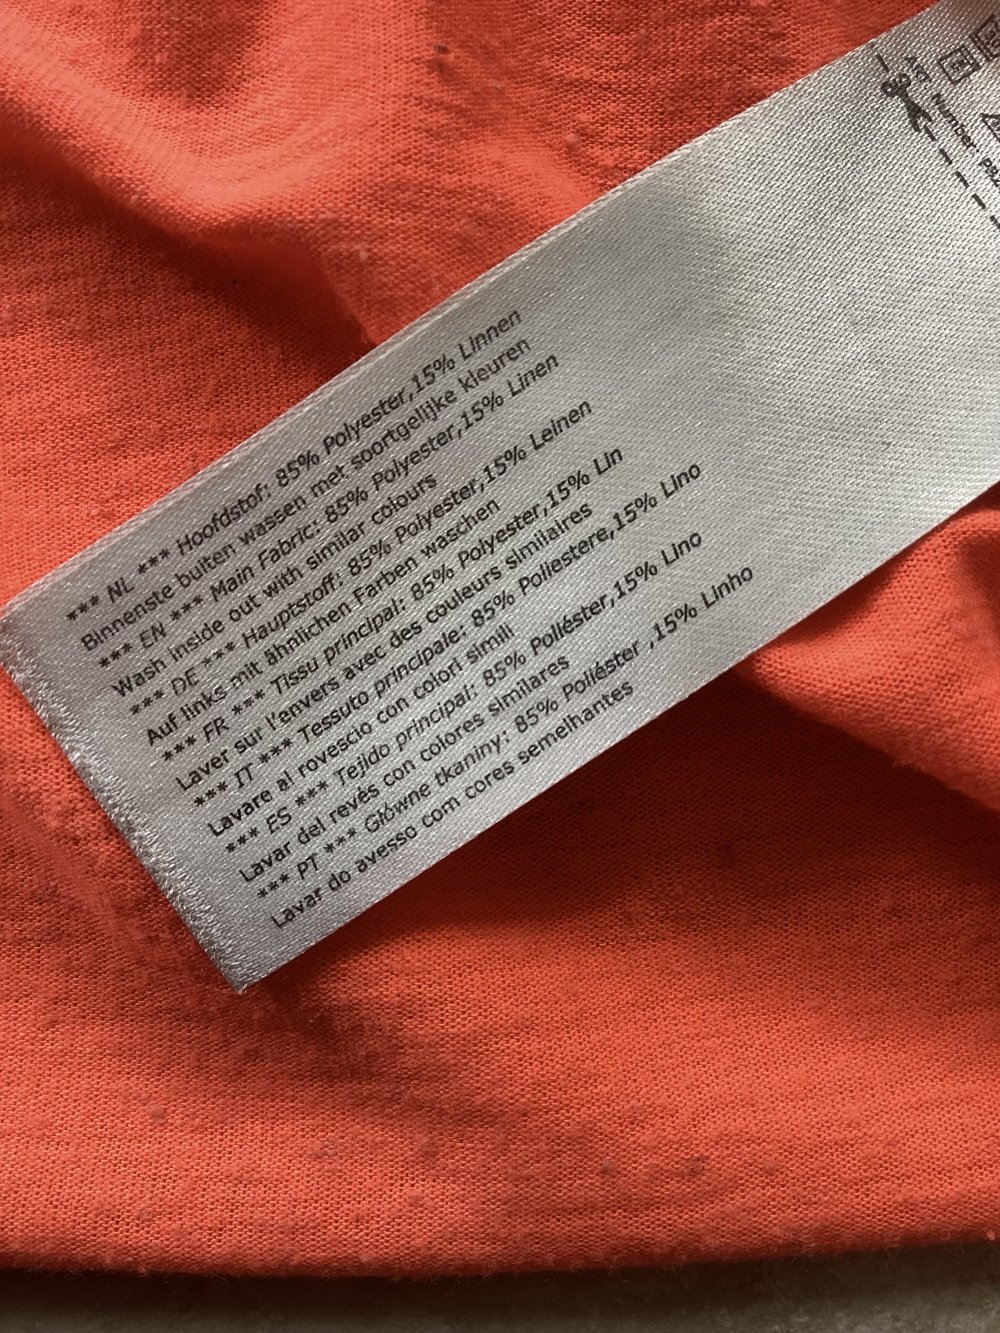 *** NL *** Hoofdstof: 85% Polyester,15% Linnen
Binnenste buiten wassen met soortgelijke kleuren
*** EN *** Main Fabric: 85% Polyester,15% Linen
Wash inside out with similar colours
*** DE *** Hauptstoff: 85% Polyester,15% Leinen
Auf links mit ähnlichen Farben waschen
*** FR *** Tissu principal: 85% Polyester,15% Lin
Laver sur l'envers avec des couleurs similaires
*** IT *** Tessuto principale: 85% Poliestere,15% Lino
Lavare al rovescio con colori simili
*** ES *** Tejido principal: 85% Poliéster,15% Lino
Lavar del revés con colores similares
*** PT *** Główne tkaniny: 85% Poliéster ,15% Linho
Lavar do avesso com cores semelhantes